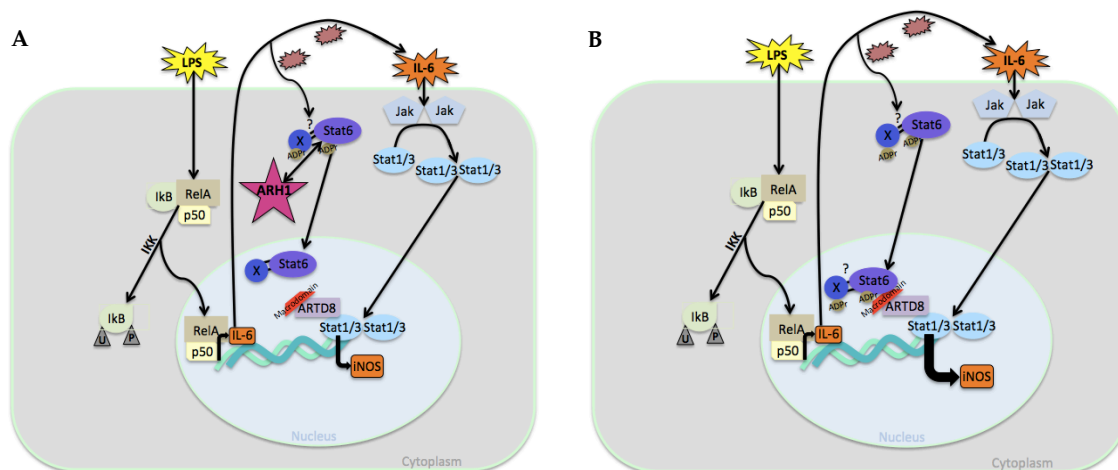 A
LPS
IL-6
Jak
Jak
?
X
Stat6
ADPr
ADPr
Stat1/3
Stat1/3
Stat1/3
ARH1
IkB
RelA
p50
IKK
X
Stat6
Macrodomain
ARTD8
IkB
U
P
RelA
p50
IL-6
Stat1/3
Stat1/3
iNOS
Nucleus
Cytoplasm
B
LPS
IL-6
Jak
Jak
?
X
Stat6
ADPr
ADPr
Stat1/3
Stat1/3
Stat1/3
IkB
RelA
p50
IKK
?
X
Stat6
ADPr
ADPr
Macrodomain
ARTD8
IkB
U
P
RelA
p50
IL-6
Stat1/3
Stat1/3
iNOS
Nucleus
Cytoplasm